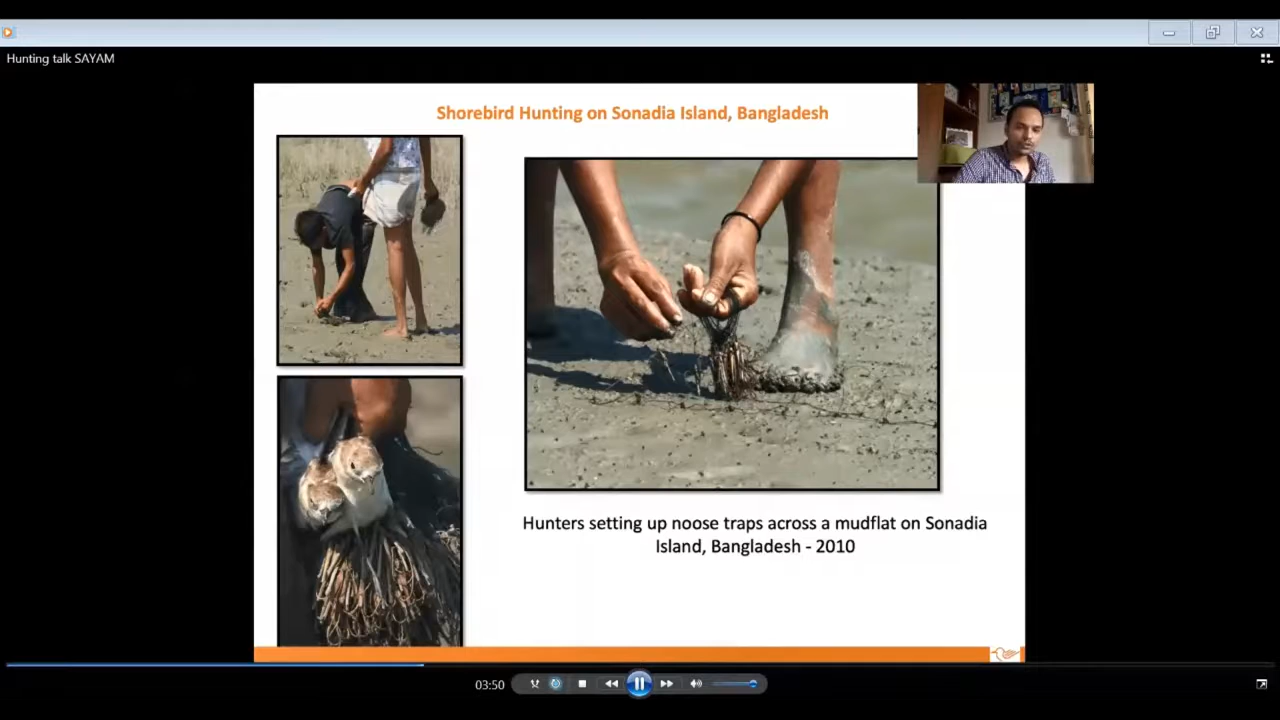 Hunting talk SAYAM
Shorebird Hunting on Sonadia Island, Bangladesh
Hunters setting up noose traps across a mudflat on Sonadia
Island, Bangladesh - 2010
03:50